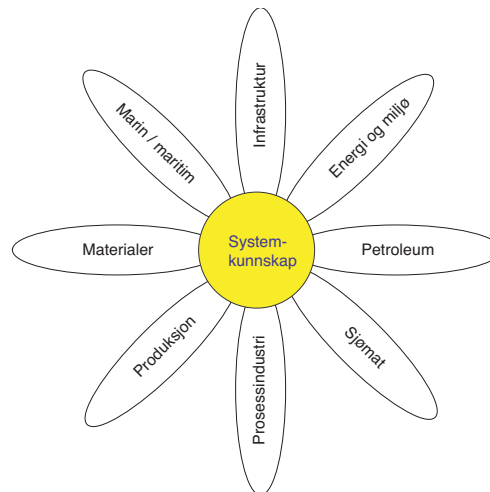 Infrastruktur
Energi og miljø
Petroleum
Sjømat
Prosessindustri
Produksjon
Materialer
Marin / maritim
System-
kunnskap